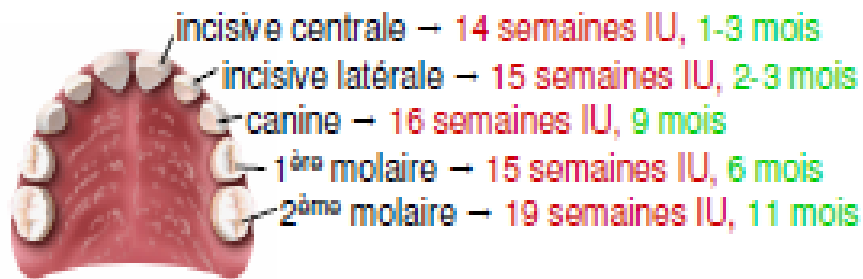 incisive centrale → 14 semaines IU, 1-3 mois
incisive latérale → 15 semaines IU, 2-3 mois
canine → 16 semaines IU, 9 mois
1ère molaire → 15 semaines IU, 6 mois
2ème molaire → 19 semaines IU, 11 mois